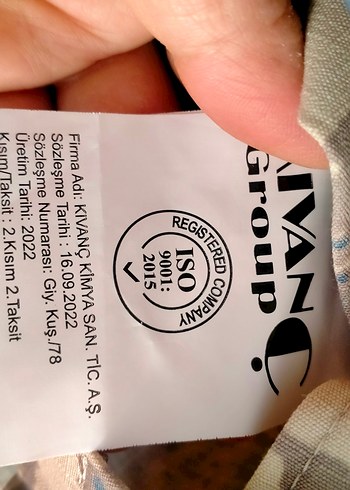 KIVANÇ
Group
REGISTERED COMPANY
ISO
9001:
2015
Firma Adı: KIVANÇ KİMYA SAN. TİC. A.Ş.
Sözleşme Tarihi : 16.09.2022
Sözleşme Numarası: Giy. Kuş./78
Üretim Tarihi: 2022
Kısım/Taksit : 2.Kısım 2.Taksit